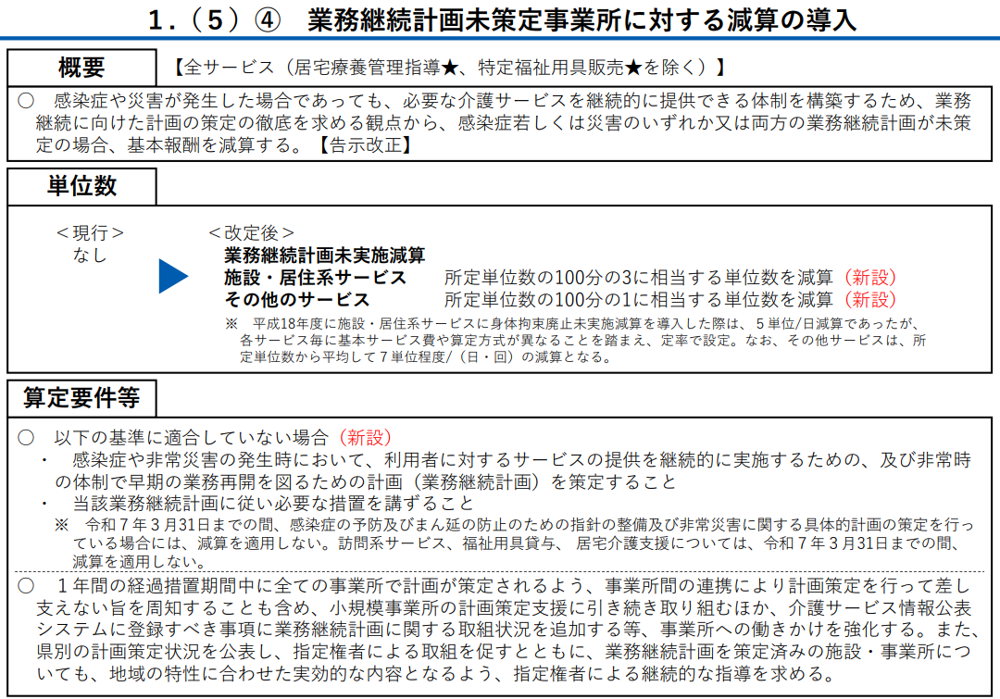 １．（５）④　業務継続計画未策定事業所に対する減算の導入
概要
【全サービス（居宅療養管理指導★、特定福祉用具販売★を除く）】
○　感染症や災害が発生した場合であっても、必要な介護サービスを継続的に提供できる体制を構築するため、業務
継続に向けた計画の策定の徹底を求める観点から、感染症若しくは災害のいずれか又は両方の業務継続計画が未策
定の場合、基本報酬を減算する。【告示改正】
単位数
＜現行＞　＜改定後＞
なし　業務継続計画未実施減算
施設・居住系サービス　所定単位数の100分の3に相当する単位数を減算（新設）
その他のサービス　所定単位数の100分の1に相当する単位数を減算（新設）
※　平成18年度に施設・居住系サービスに身体拘束廃止未実施減算を導入した際は、５単位/日減算であったが、
各サービス毎に基本サービス費や算定方式が異なることを踏まえ、定率で設定。なお、その他サービスは、所
定単位数から平均して７単位程度/（日・回）の減算となる。
算定要件等
○　以下の基準に適合していない場合（新設）
・　感染症や非常災害の発生時において、利用者に対するサービスの提供を継続的に実施するための、及び非常時
の体制で早期の業務再開を図るための計画（業務継続計画）を策定すること
・　当該業務継続計画に従い必要な措置を講ずること
※　令和７年３月31日までの間、感染症の予防及びまん延の防止のための指針の整備及び非常災害に関する具体的計画の策定を行っ
ている場合には、減算を適用しない。訪問系サービス、福祉用具貸与、居宅介護支援については、令和７年３月31日までの間、
減算を適用しない。
○　１年間の経過措置期間中に全ての事業所で計画が策定されるよう、事業所間の連携により計画策定を行って差し
支えない旨を周知することも含め、小規模事業所の計画策定支援に引き続き取り組むほか、介護サービス情報公表
システムに登録すべき事項に業務継続計画に関する取組状況を追加する等、事業所への働きかけを強化する。また、
県別の計画策定状況を公表し、指定権者による取組を促すとともに、業務継続計画を策定済みの施設・事業所につ
いても、地域の特性に合わせた実効的な内容となるよう、指定権者による継続的な指導を求める。